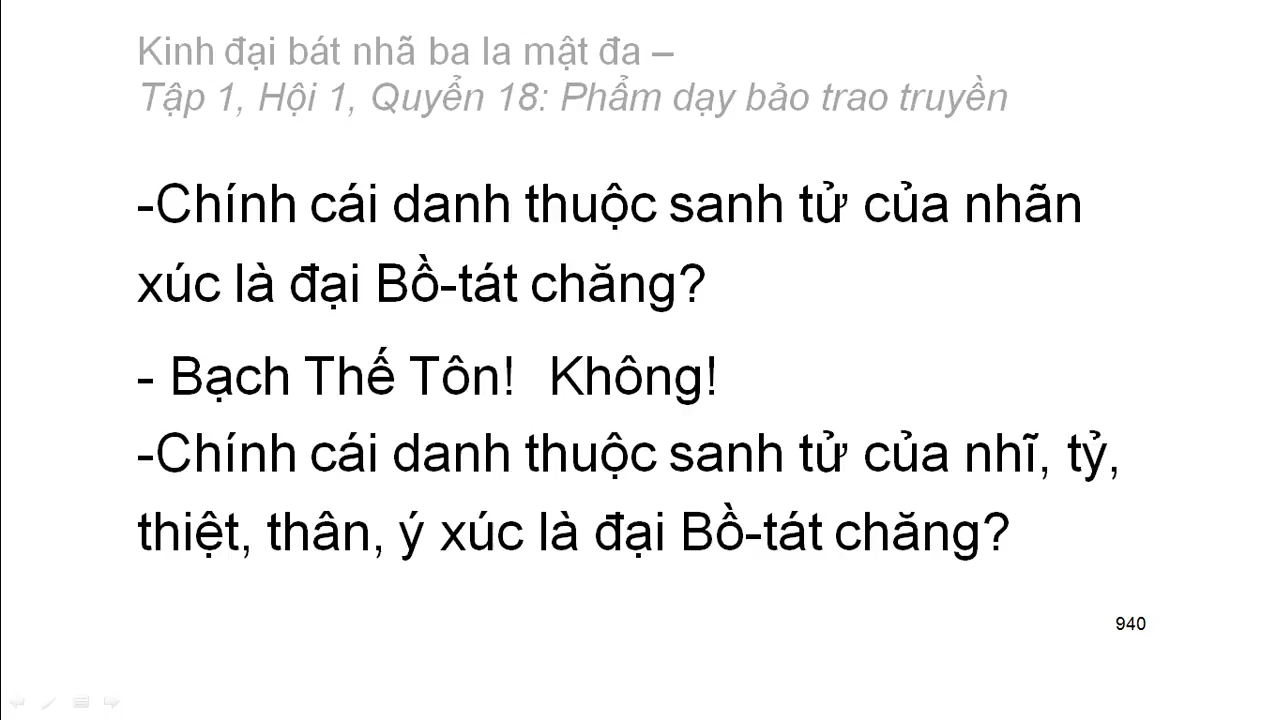 Kinh đại bát nhã ba la mật đa –
Tập 1, Hội 1, Quyển 18: Phẩm dạy bảo trao truyền
-Chính cái danh thuộc sanh tử của nhãn
xúc là đại Bồ-tát chăng?
- Bạch Thế Tôn!  Không!
-Chính cái danh thuộc sanh tử của nhĩ, tỷ,
thiệt, thân, ý xúc là đại Bồ-tát chăng?
940